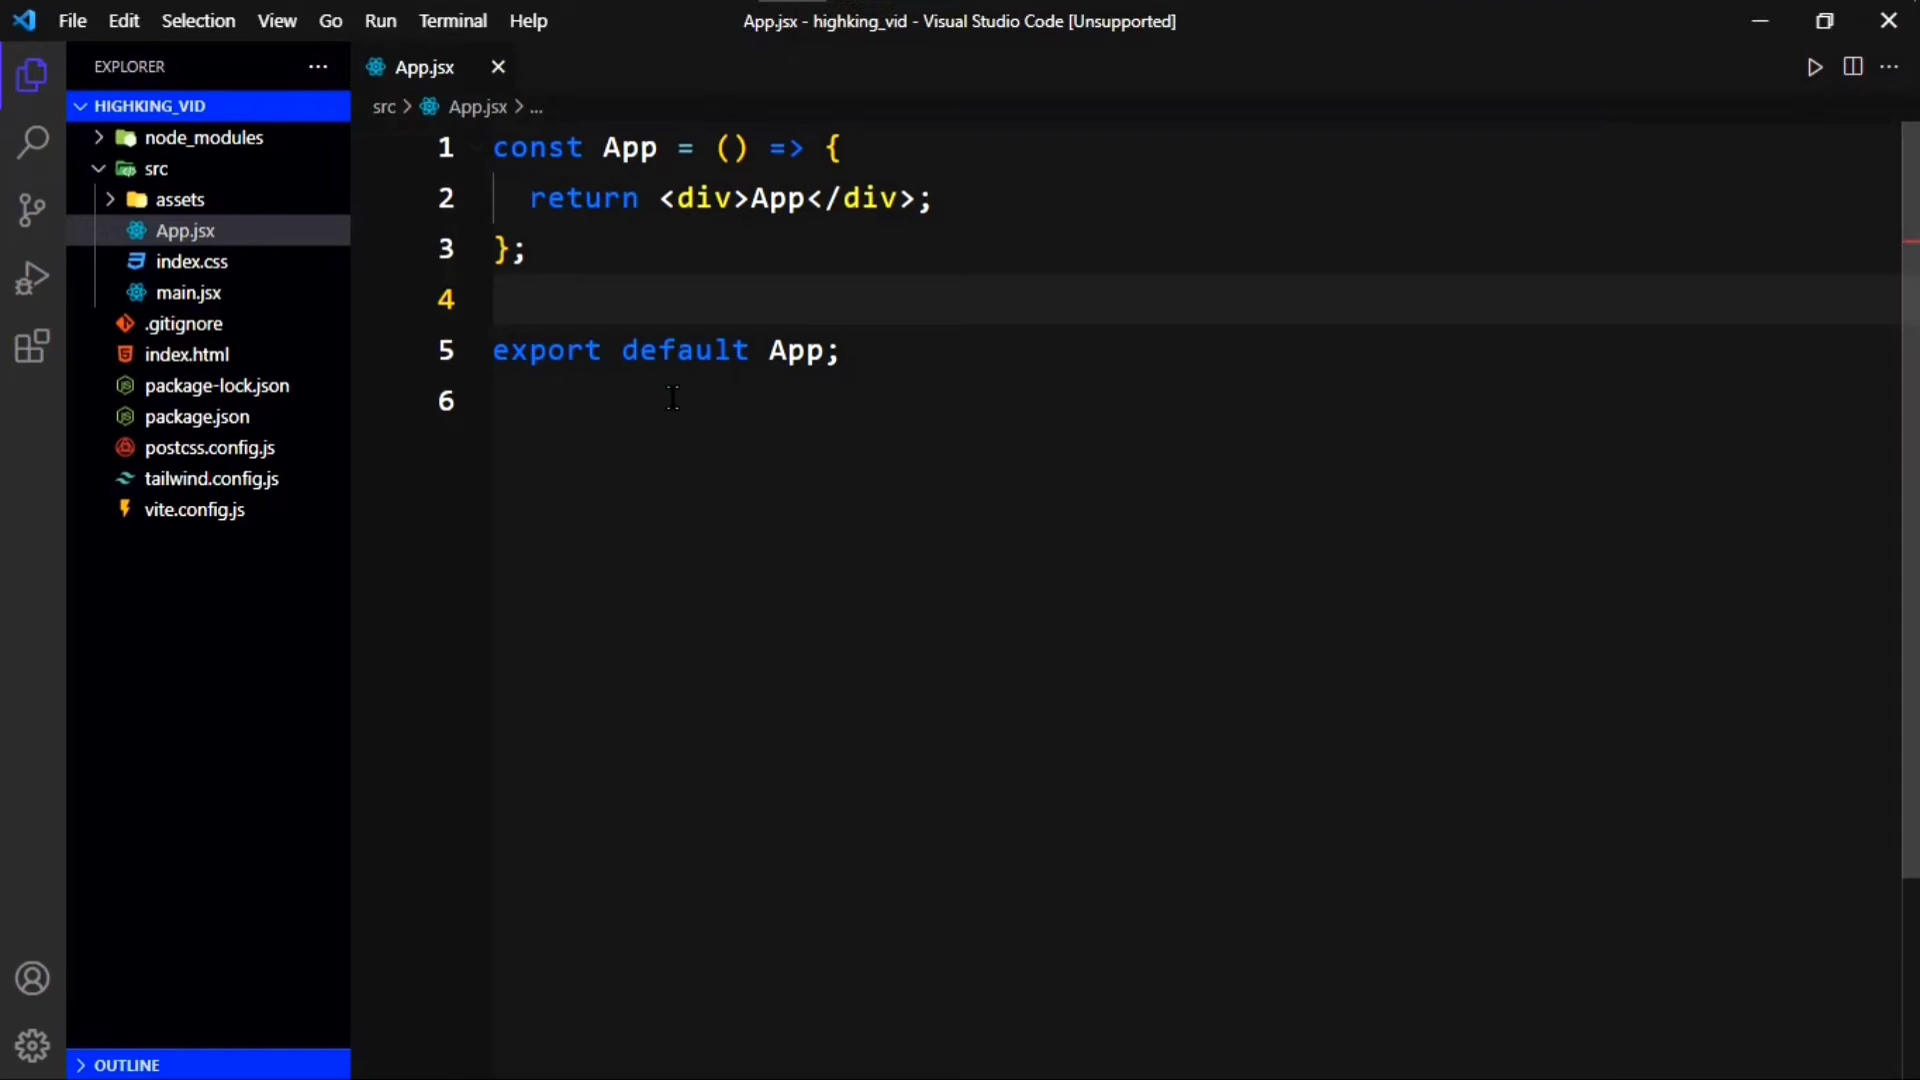 File Edit Selection View Go Run Terminal Help
App.jsx - highking_vid - Visual Studio Code [Unsupported]
EXPLORER
HIGHKING_VID
node_modules
src
assets
App.jsx
index.css
main.jsx
.gitignore
index.html
package-lock.json
package.json
postcss.config.js
tailwind.config.js
vite.config.js
OUTLINE
App.jsx
src > App.jsx > ...
1 const App = () => {
2 return <div>App</div>;
3 };
4
5 export default App;
6